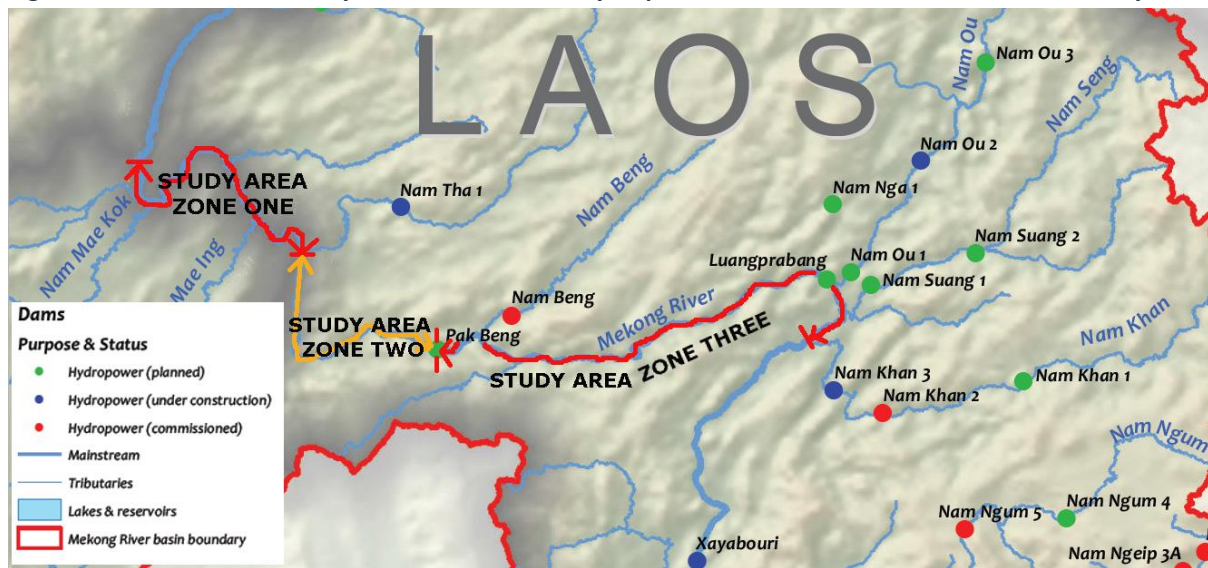 LAOS
Nam Ou
Nam Ou 3
Nam Seng
Nam Ou 2
STUDY AREA
ZONE ONE
Nam Tha 1
Nam Beng
Nam Nga 1
Nam Mae Kok
Mae Ing
Nam Suang 2
Luangprabang
Nam Ou 1
Nam Suang 1
Nam Beng
Mekong River
STUDY AREA
ZONE TWO
Pak Beng
Nam Khan
STUDY AREA ZONE THREE
Nam Khan 3
Nam Khan 2
Nam Khan 1
Nam Ngum
Nam Ngum 5
Nam Ngum 4
Xayabouri
Nam Ngeip 3A
Dams
Purpose & Status
Hydropower (planned)
Hydropower (under construction)
Hydropower (commissioned)
Mainstream
Tributaries
Lakes & reservoirs
Mekong River basin boundary